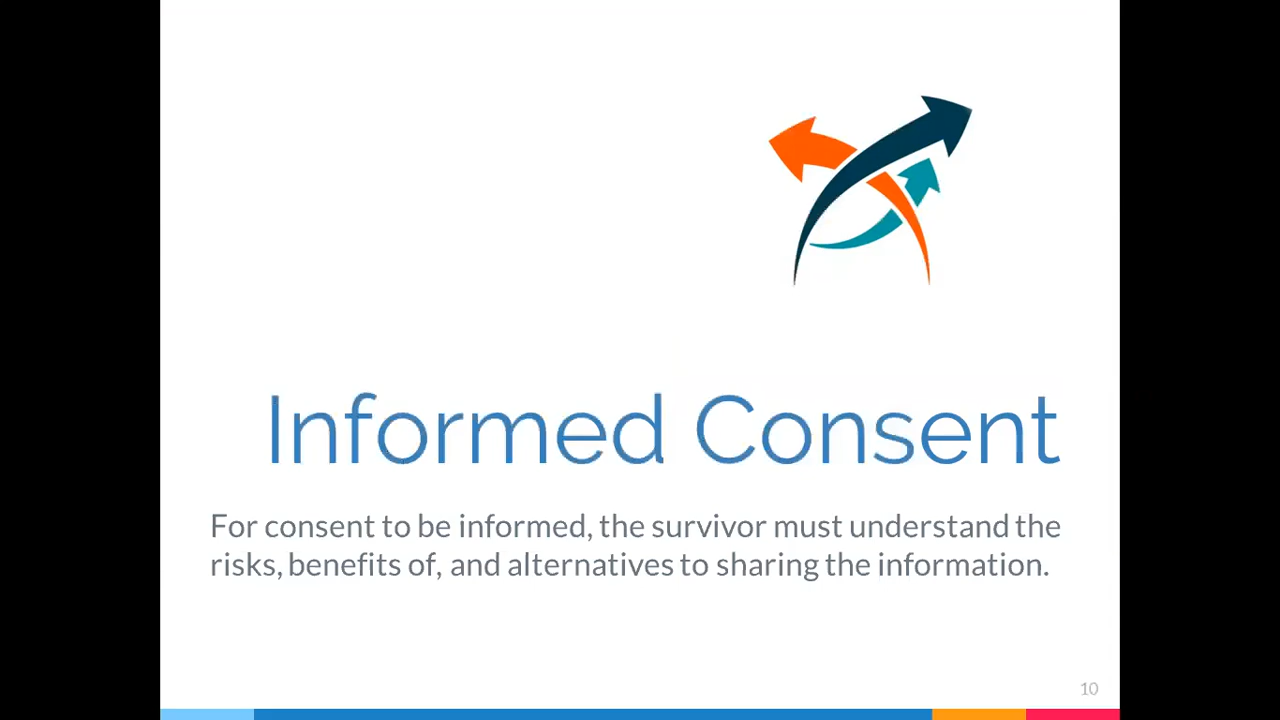 Informed Consent
For consent to be informed, the survivor must understand the
risks, benefits of, and alternatives to sharing the information.
10